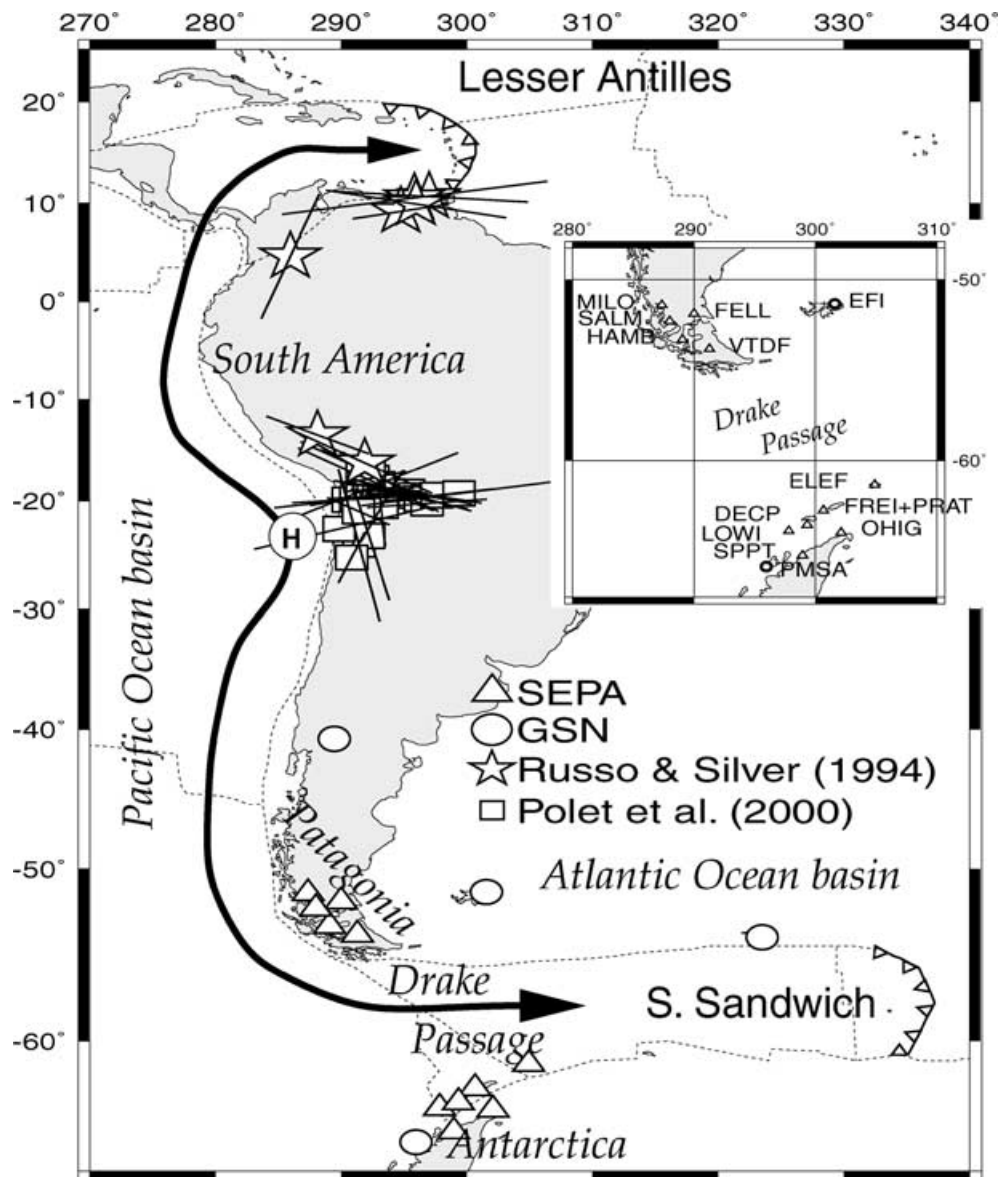 270° 280° 290° 300° 310° 320° 330° 340°
Lesser Antilles
20°
10°
0°
-10°
-20°
-30°
-40°
-50°
-60°
South America
Pacific Ocean basin
H
280 290 300 310
-50°
-60°
MILO
SALM
HAMB
FELL
VTDF
EFI
Drake
Passage
ELEF
FREI+PRAT
DECP
LOWI
OHIG
SPPT
PMSA
SEPA
GSN
Russo & Silver (1994)
Polet et al. (2000)
Patagonia
Atlantic Ocean basin
Drake
Passage
S. Sandwich
Antarctica